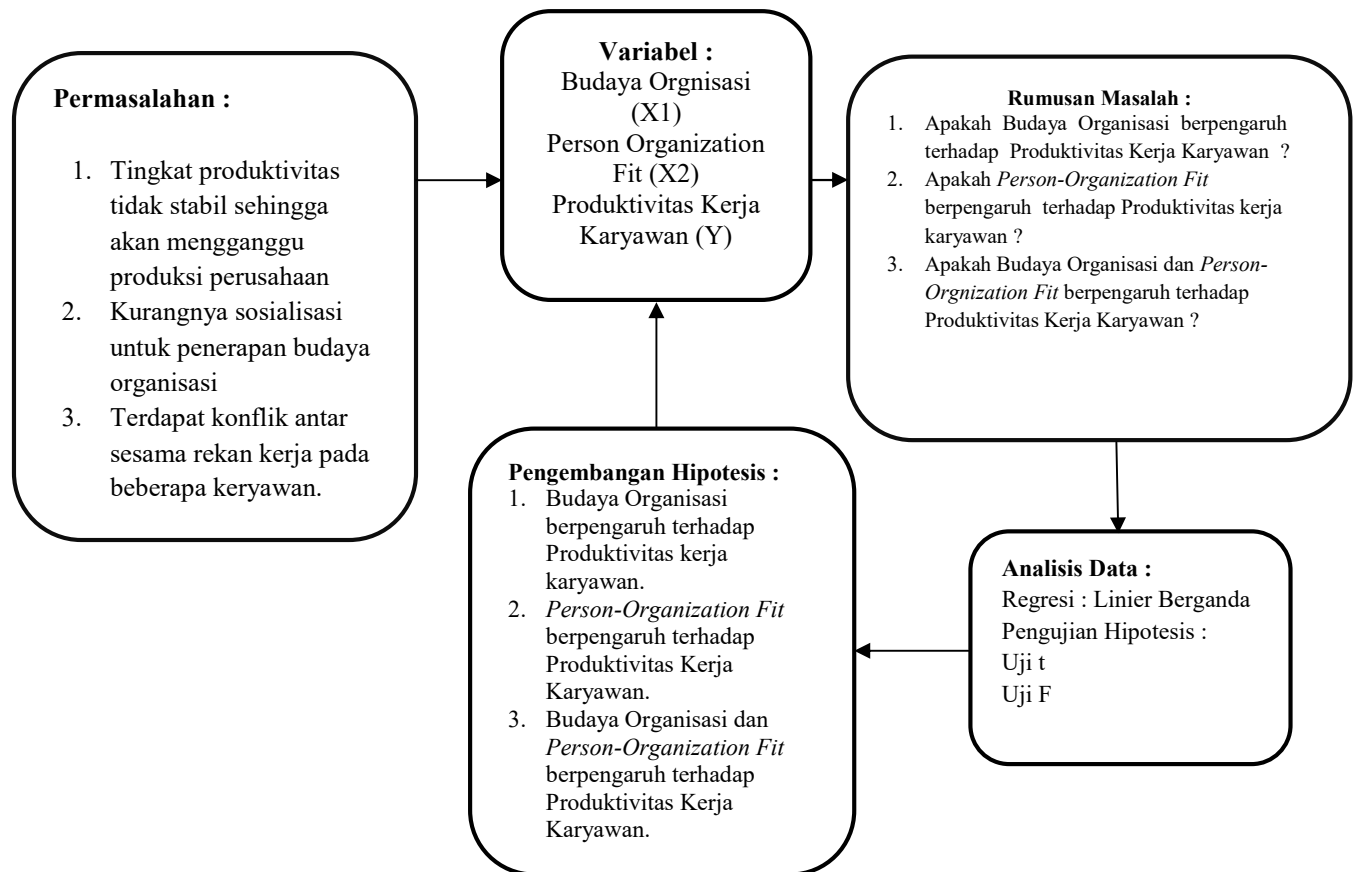 Permasalahan :
1. Tingkat produktivitas
tidak stabil sehingga
akan mengganggu
produksi perusahaan
2. Kurangnya sosialisasi
untuk penerapan budaya
organisasi
3. Terdapat konflik antar
sesama rekan kerja pada
beberapa keryawan.
Variabel :
Budaya Orgnisasi
(X1)
Person Organization
Fit (X2)
Produktivitas Kerja
Karyawan (Y)
Rumusan Masalah :
1. Apakah Budaya Organisasi berpengaruh
terhadap Produktivitas Kerja Karyawan ?
2. Apakah Person-Organization Fit
berpengaruh terhadap Produktivitas kerja
karyawan ?
3. Apakah Budaya Organisasi dan Person-
Orgnization Fit berpengaruh terhadap
Produktivitas Kerja Karyawan ?
Analisis Data :
Regresi : Linier Berganda
Pengujian Hipotesis :
Uji t
Uji F
Pengembangan Hipotesis :
1. Budaya Organisasi
berpengaruh terhadap
Produktivitas kerja
karyawan.
2. Person-Organization Fit
berpengaruh terhadap
Produktivitas Kerja
Karyawan.
3. Budaya Organisasi dan
Person-Organization Fit
berpengaruh terhadap
Produktivitas Kerja
Karyawan.